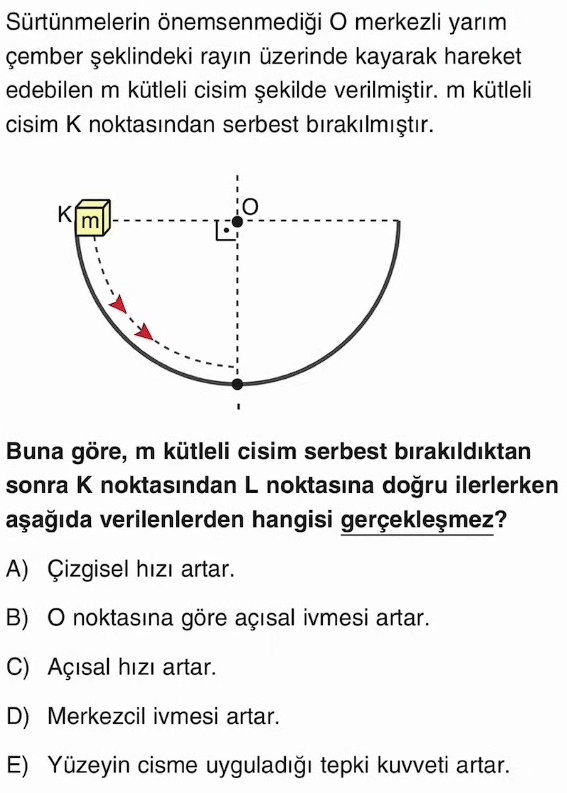 Sürtünmelerin önemsenmediği O merkezli yarım
çember şeklindeki rayın üzerinde kayarak hareket
edebilen m kütleli cisim şekilde verilmiştir. m kütleli
cisim K noktasından serbest bırakılmıştır.
K m O
Buna göre, m kütleli cisim serbest bırakıldıktan
sonra K noktasından L noktasına doğru ilerlerken
aşağıda verilenlerden hangisi gerçekleşmez?
A) Çizgisel hızı artar.
B) O noktasına göre açısal ivmesi artar.
C) Açısal hızı artar.
D) Merkezcil ivmesi artar.
E) Yüzeyin cisme uyguladığı tepki kuvveti artar.